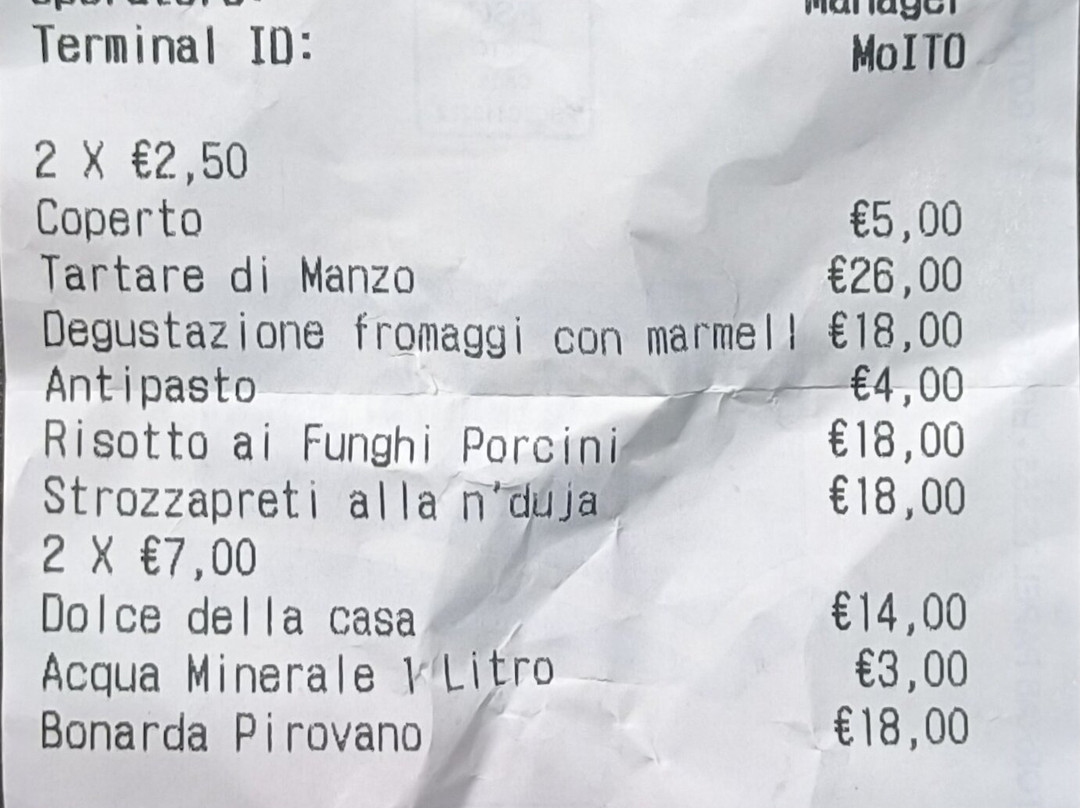 Manager
Terminal ID: MoITO
2 X €2,50
Coperto €5,00
Tartare di Manzo €26,00
Degustazione fromaggi con marmell €18,00
Antipasto €4,00
Risotto ai Funghi Porcini €18,00
Strozzapreti alla n'duja €18,00
2 X €7,00
Dolce della casa €14,00
Acqua Minerale 1 Litro €3,00
Bonarda Pirovano €18,00